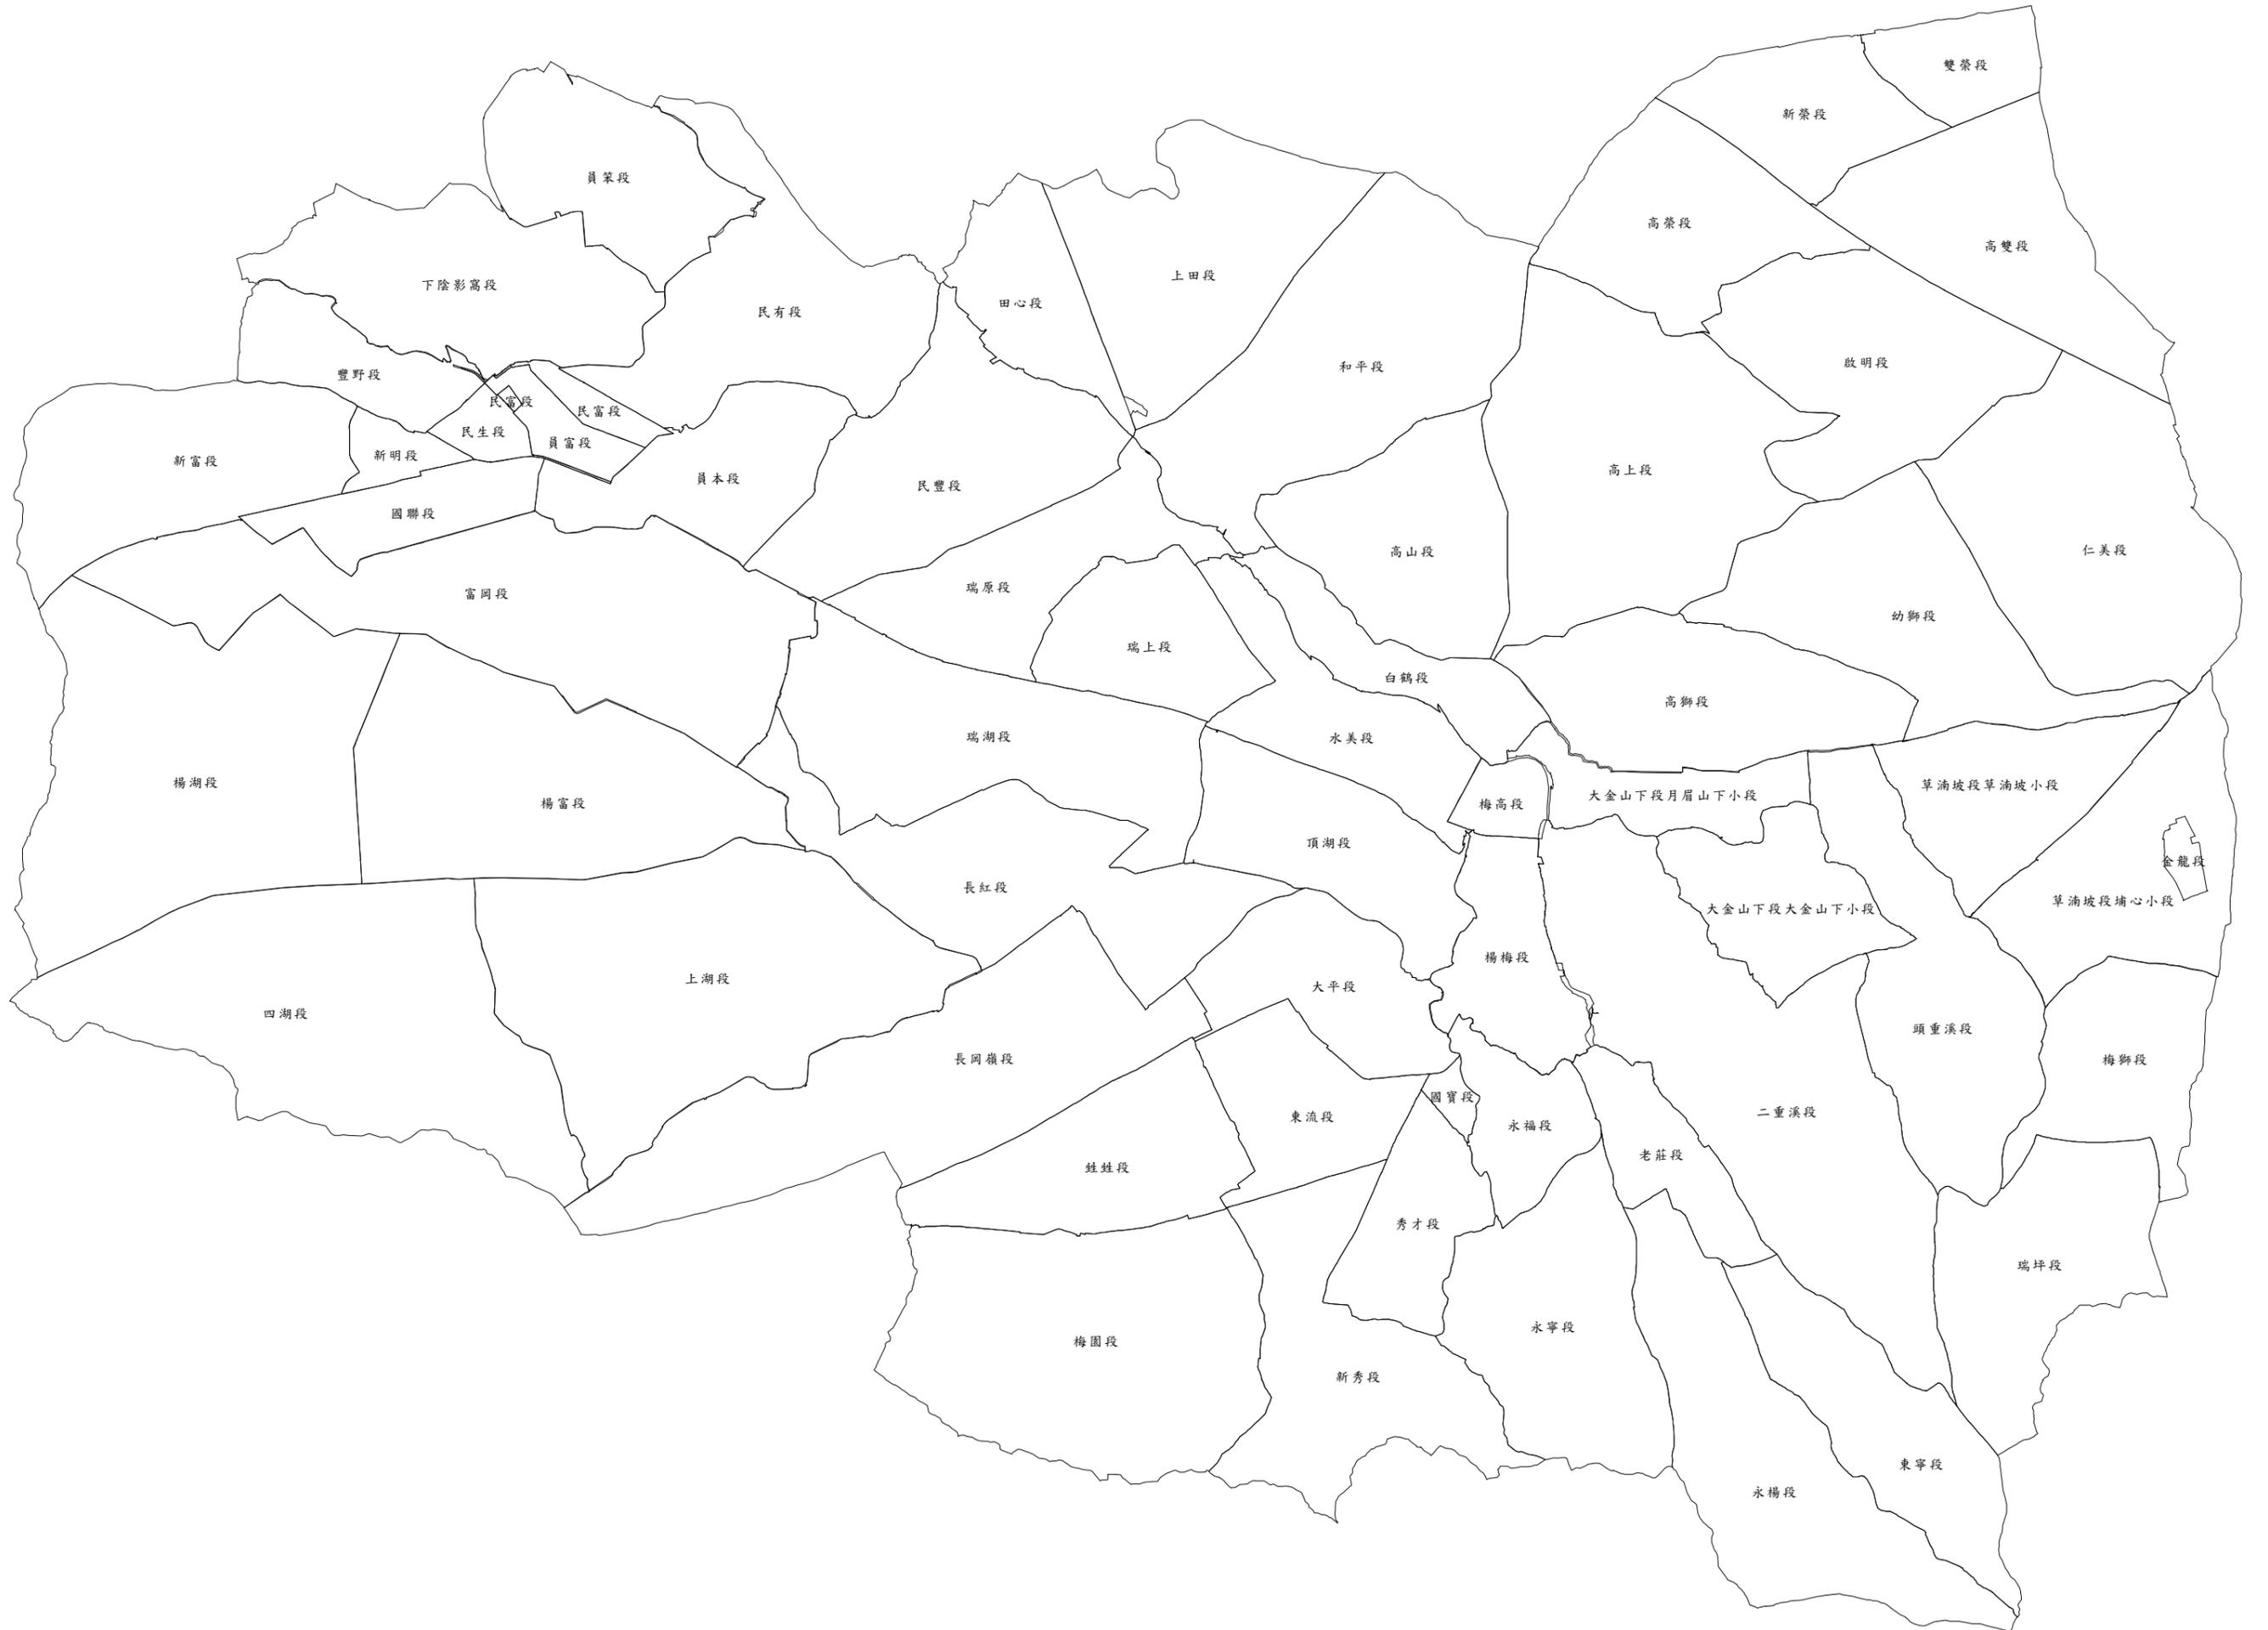 雙榮段
新榮段
員笨段
高榮段
高雙段
上田段
下陰影窩段
田心段
民有段
啟明段
和平段
豐野段
民富段
民富段
民生段
員富段
新明段
新富段
高上段
員本段
民豐段
國聯段
高山段
仁美段
瑞原段
富岡段
幼獅段
瑞上段
白鶴段
高獅段
瑞湖段
水美段
楊湖段
草湳坡段草湳坡小段
大金山下段月眉山下小段
楊富段
梅高段
頂湖段
金龍段
長紅段
草湳坡段埔心小段
大金山下段大金山下小段
楊梅段
上湖段
大平段
四湖段
頭重溪段
長岡嶺段
梅獅段
國寶段
二重溪段
東流段
永福段
老莊段
蛙蛙段
秀才段
瑞坪段
永寧段
梅園段
新秀段
東寧段
永楊段